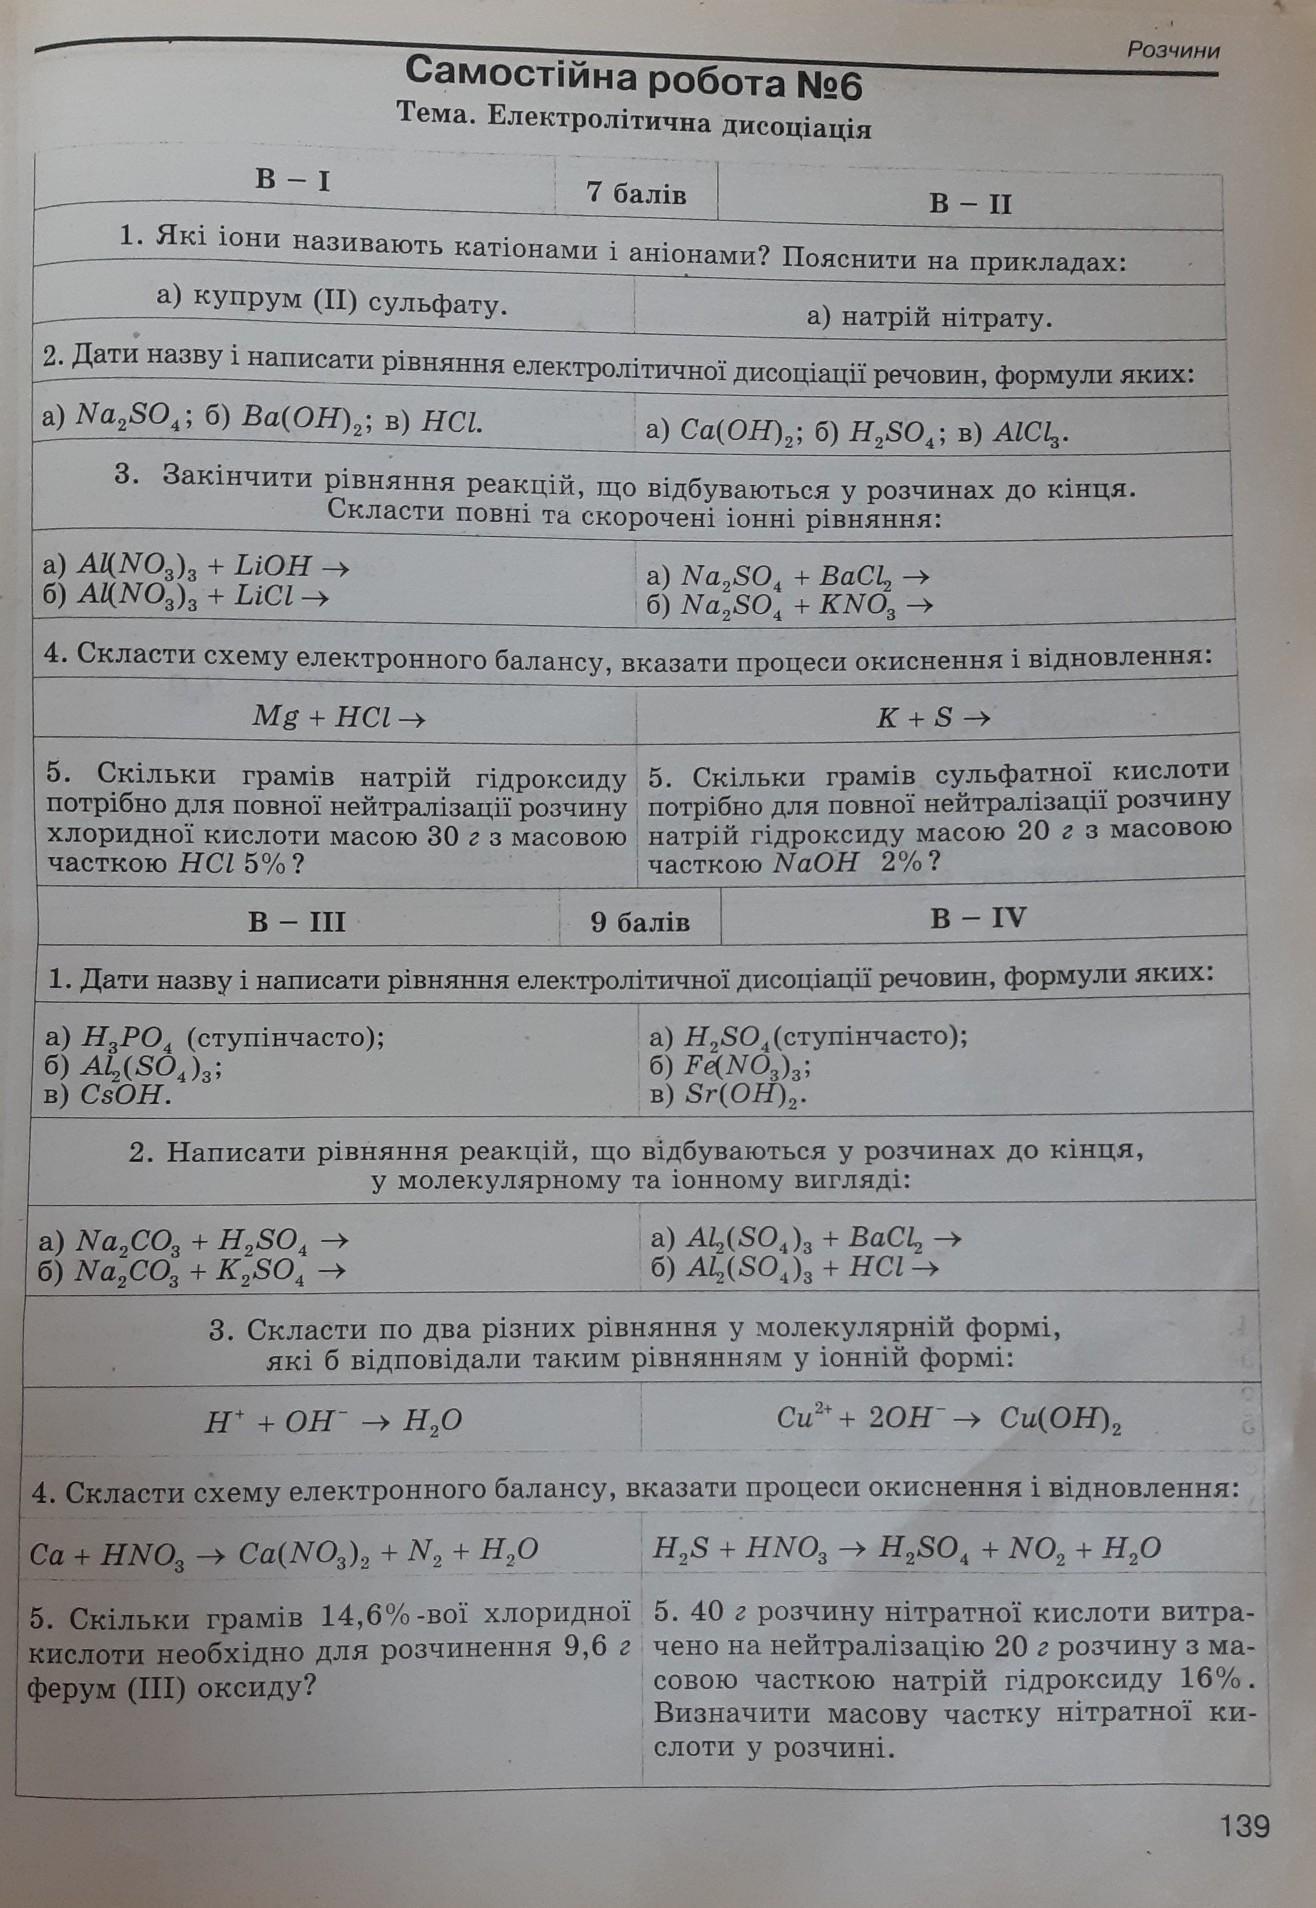 Розчини
Самостійна робота №6
Тема. Електролітична дисоціація
В – I
7 балів
В – II
1. Які іони називають катіонами і аніонами? Пояснити на прикладах:
а) купрум (II) сульфату.
а) натрій нітрату.
2. Дати назву і написати рівняння електролітичної дисоціації речовин, формули яких:
а) Na₂SO₄; б) Ba(OH)₂; в) HCl.
а) Ca(OH)₂; б) H₂SO₄; в) AlCl₃.
3. Закінчити рівняння реакцій, що відбуваються у розчинах до кінця.
Скласти повні та скорочені іонні рівняння:
а) Al(NO₃)₃ + LiOH →
б) Al(NO₃)₃ + LiCl →
а) Na₂SO₄ + BaCl₂ →
б) Na₂SO₄ + KNO₃ →
4. Скласти схему електронного балансу, вказати процеси окиснення і відновлення:
Mg + HCl →
K + S →
5. Скільки грамів натрій гідроксиду
потрібно для повної нейтралізації розчину
хлоридної кислоти масою 30 г з масовою
часткою HCl 5%?
5. Скільки грамів сульфатної кислоти
потрібно для повної нейтралізації розчину
натрій гідроксиду масою 20 г з масовою
часткою NaOH 2%?
В – III
9 балів
В – IV
1. Дати назву і написати рівняння електролітичної дисоціації речовин, формули яких:
а) H₃PO₄ (ступінчасто);
б) Al₂(SO₄)₃;
в) CsOH.
а) H₂SO₄ (ступінчасто);
б) Fe(NO₃)₃;
в) Sr(OH)₂.
2. Написати рівняння реакцій, що відбуваються у розчинах до кінця,
у молекулярному та іонному вигляді:
а) Na₂CO₃ + H₂SO₄ →
б) Na₂CO₃ + K₂SO₄ →
а) Al₂(SO₄)₃ + BaCl₂ →
б) Al₂(SO₄)₃ + HCl →
3. Скласти по два різних рівняння у молекулярній формі,
які б відповідали таким рівнянням у іонній формі:
H⁺ + OH⁻ → H₂O
Cu²⁺ + 2OH⁻ → Cu(OH)₂
4. Скласти схему електронного балансу, вказати процеси окиснення і відновлення:
Ca + HNO₃ → Ca(NO₃)₂ + N₂ + H₂O
H₂S + HNO₃ → H₂SO₄ + NO₂ + H₂O
5. Скільки грамів 14,6%-вої хлоридної
кислоти необхідно для розчинення 9,6 г
ферум (III) оксиду?
5. 40 г розчину нітратної кислоти витра-
чено на нейтралізацію 20 г розчину з ма-
совою часткою натрій гідроксиду 16%.
Визначити масову частку нітратної ки-
слоти у розчині.
139